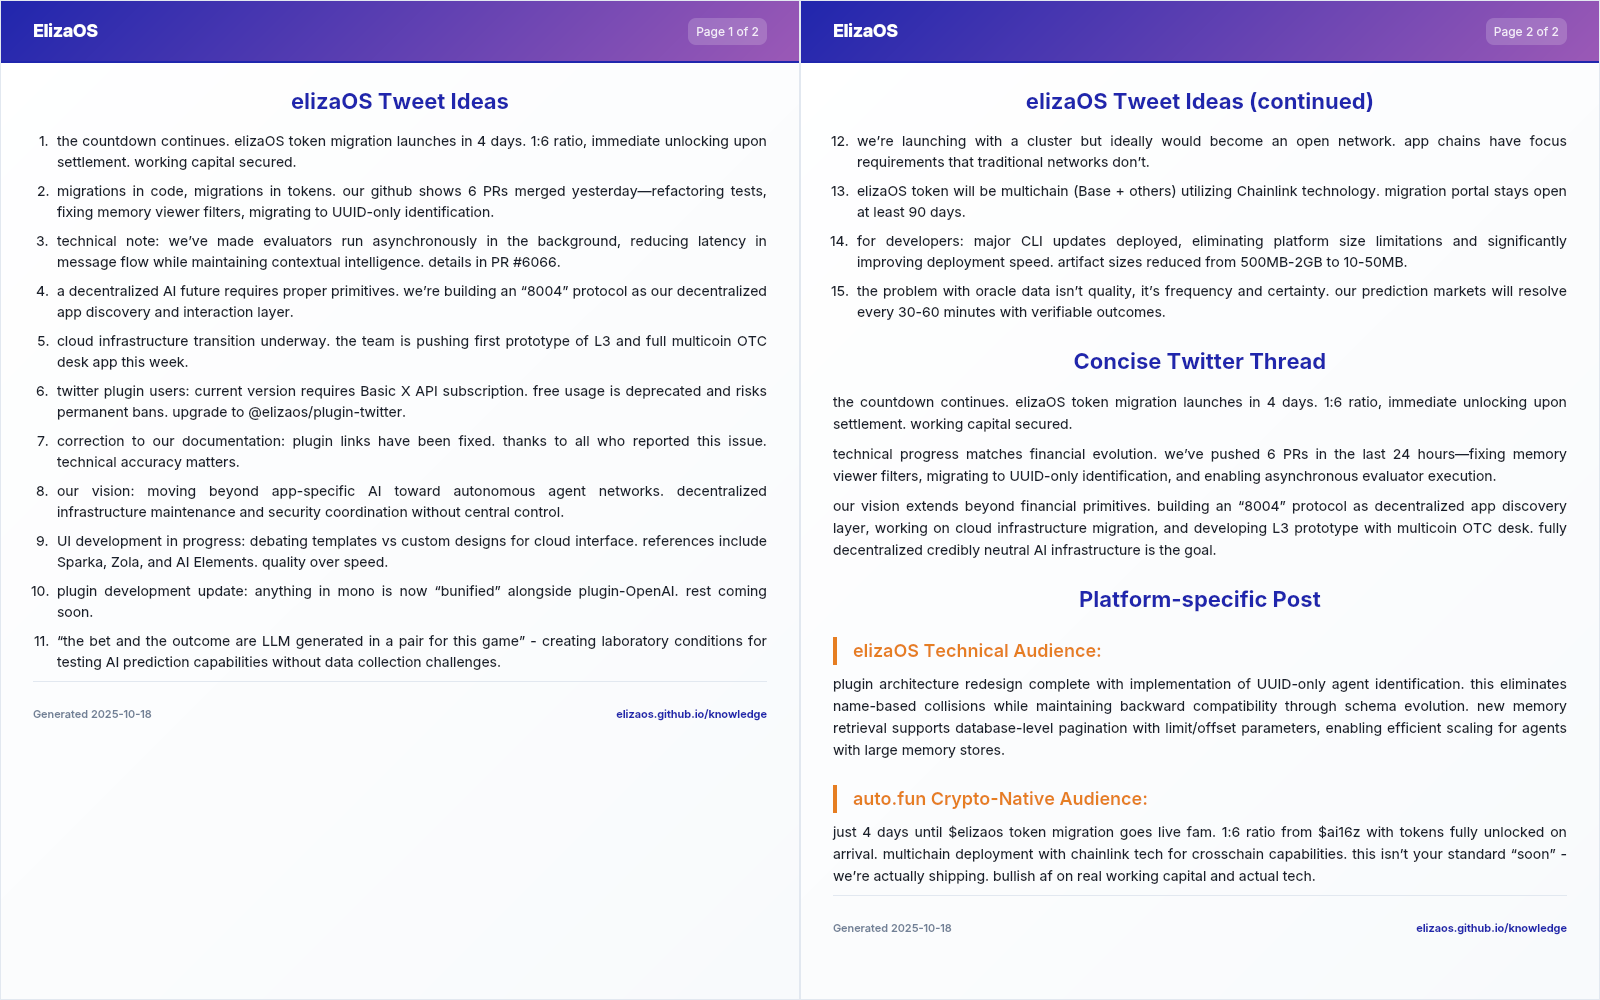 ElizaOS
Page 1 of 2
elizaOS Tweet Ideas
1. the countdown continues. elizaOS token migration launches in 4 days. 1:6 ratio, immediate unlocking upon
settlement. working capital secured.
2. migrations in code, migrations in tokens. our github shows 6 PRs merged yesterday—refactoring tests,
fixing memory viewer filters, migrating to UUID-only identification.
3. technical note: we’ve made evaluators run asynchronously in the background, reducing latency in
message flow while maintaining contextual intelligence. details in PR #6066.
4. a decentralized AI future requires proper primitives. we’re building an “8004” protocol as our decentralized
app discovery and interaction layer.
5. cloud infrastructure transition underway. the team is pushing first prototype of L3 and full multicoin OTC
desk app this week.
6. twitter plugin users: current version requires Basic X API subscription. free usage is deprecated and risks
permanent bans. upgrade to @elizaos/plugin-twitter.
7. correction to our documentation: plugin links have been fixed. thanks to all who reported this issue.
technical accuracy matters.
8. our vision: moving beyond app-specific AI toward autonomous agent networks. decentralized
infrastructure maintenance and security coordination without central control.
9. UI development in progress: debating templates vs custom designs for cloud interface. references include
Sparka, Zola, and AI Elements. quality over speed.
10. plugin development update: anything in mono is now “bunified” alongside plugin-OpenAI. rest coming
soon.
11. “the bet and the outcome are LLM generated in a pair for this game” - creating laboratory conditions for
testing AI prediction capabilities without data collection challenges.
Generated 2025-10-18
elizaos.github.io/knowledge
ElizaOS
Page 2 of 2
elizaOS Tweet Ideas (continued)
12. we’re launching with a cluster but ideally would become an open network. app chains have focus
requirements that traditional networks don’t.
13. elizaOS token will be multichain (Base + others) utilizing Chainlink technology. migration portal stays open
at least 90 days.
14. for developers: major CLI updates deployed, eliminating platform size limitations and significantly
improving deployment speed. artifact sizes reduced from 500MB-2GB to 10-50MB.
15. the problem with oracle data isn’t quality, it’s frequency and certainty. our prediction markets will resolve
every 30-60 minutes with verifiable outcomes.
Concise Twitter Thread
the countdown continues. elizaOS token migration launches in 4 days. 1:6 ratio, immediate unlocking upon
settlement. working capital secured.
technical progress matches financial evolution. we’ve pushed 6 PRs in the last 24 hours—fixing memory
viewer filters, migrating to UUID-only identification, and enabling asynchronous evaluator execution.
our vision extends beyond financial primitives. building an “8004” protocol as decentralized app discovery
layer, working on cloud infrastructure migration, and developing L3 prototype with multicoin OTC desk. fully
decentralized credibly neutral AI infrastructure is the goal.
Platform-specific Post
elizaOS Technical Audience:
plugin architecture redesign complete with implementation of UUID-only agent identification. this eliminates
name-based collisions while maintaining backward compatibility through schema evolution. new memory
retrieval supports database-level pagination with limit/offset parameters, enabling efficient scaling for agents
with large memory stores.
auto.fun Crypto-Native Audience:
just 4 days until $elizaos token migration goes live fam. 1:6 ratio from $ai16z with tokens fully unlocked on
arrival. multichain deployment with chainlink tech for crosschain capabilities. this isn’t your standard “soon” -
we’re actually shipping. bullish af on real working capital and actual tech.
Generated 2025-10-18
elizaos.github.io/knowledge